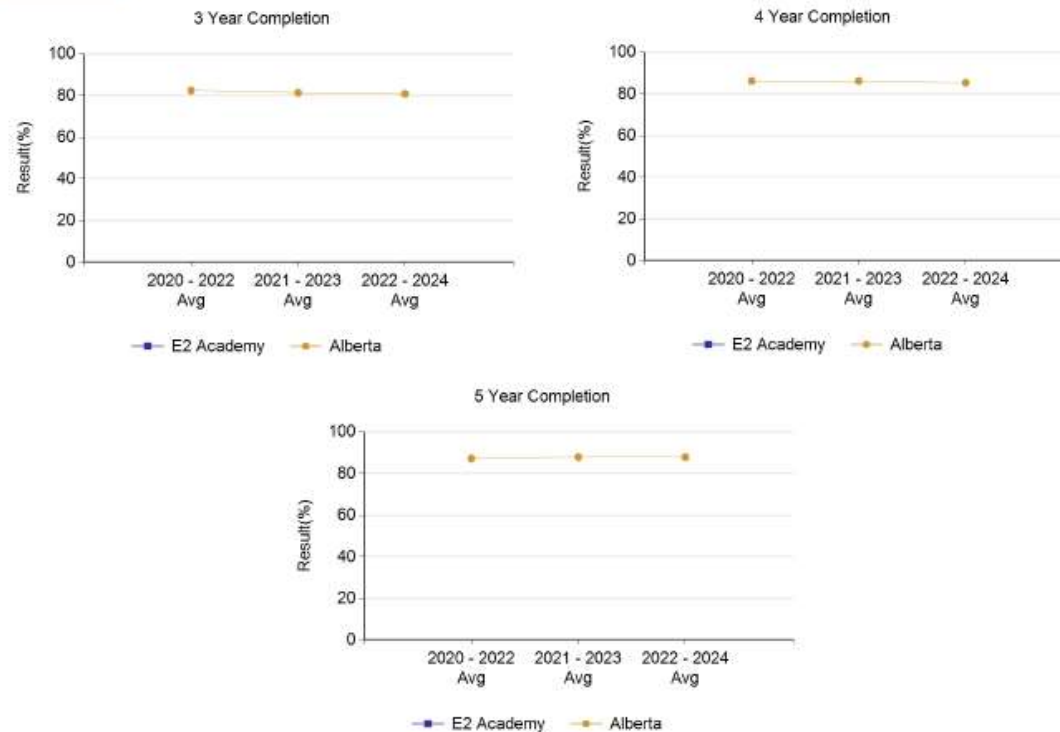 3 Year Completion
100
80
60
40
20
0
Result(%)
2020 - 2022 2021 - 2023 2022 - 2024
Avg Avg Avg
E2 Academy Alberta
4 Year Completion
100
80
60
40
20
0
Result(%)
2020 - 2022 2021 - 2023 2022 - 2024
Avg Avg Avg
E2 Academy Alberta
5 Year Completion
100
80
60
40
20
0
Result(%)
2020 - 2022 2021 - 2023 2022 - 2024
Avg Avg Avg
E2 Academy Alberta